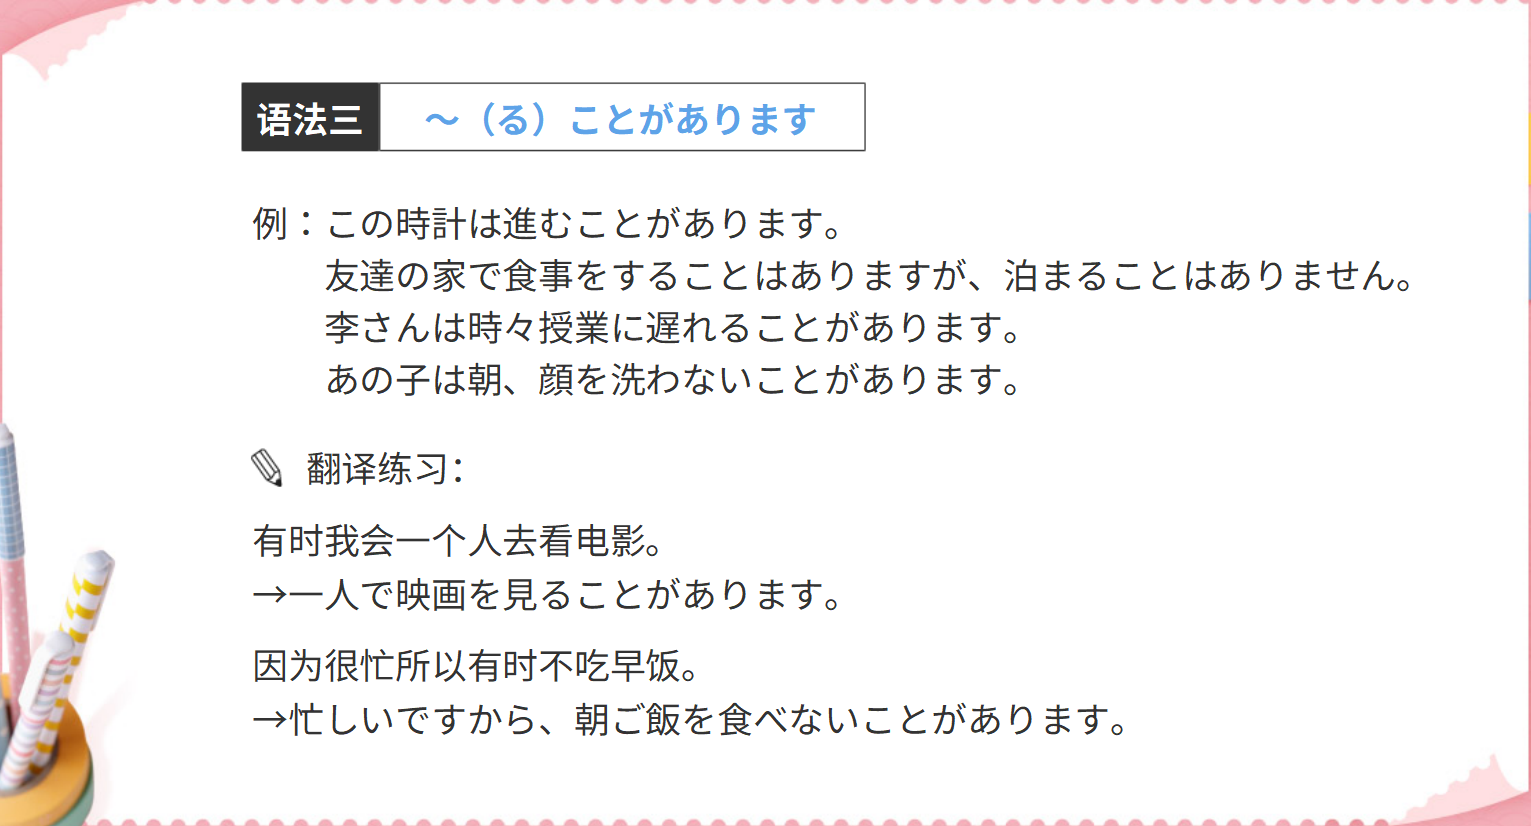 语法三 ～（る）ことがあります
例：この時計は進むことがあります。
友達の家で食事をすることはありますが、泊まることはありません。
李さんは時々授業に遅れることがあります。
あの子は朝、顔を洗わないことがあります。
翻译练习：
有时我会一个人去看电影。
→一人で映画を見ることがあります。
因为很忙所以有时不吃早饭。
→忙しいですから、朝ご飯を食べないことがあります。